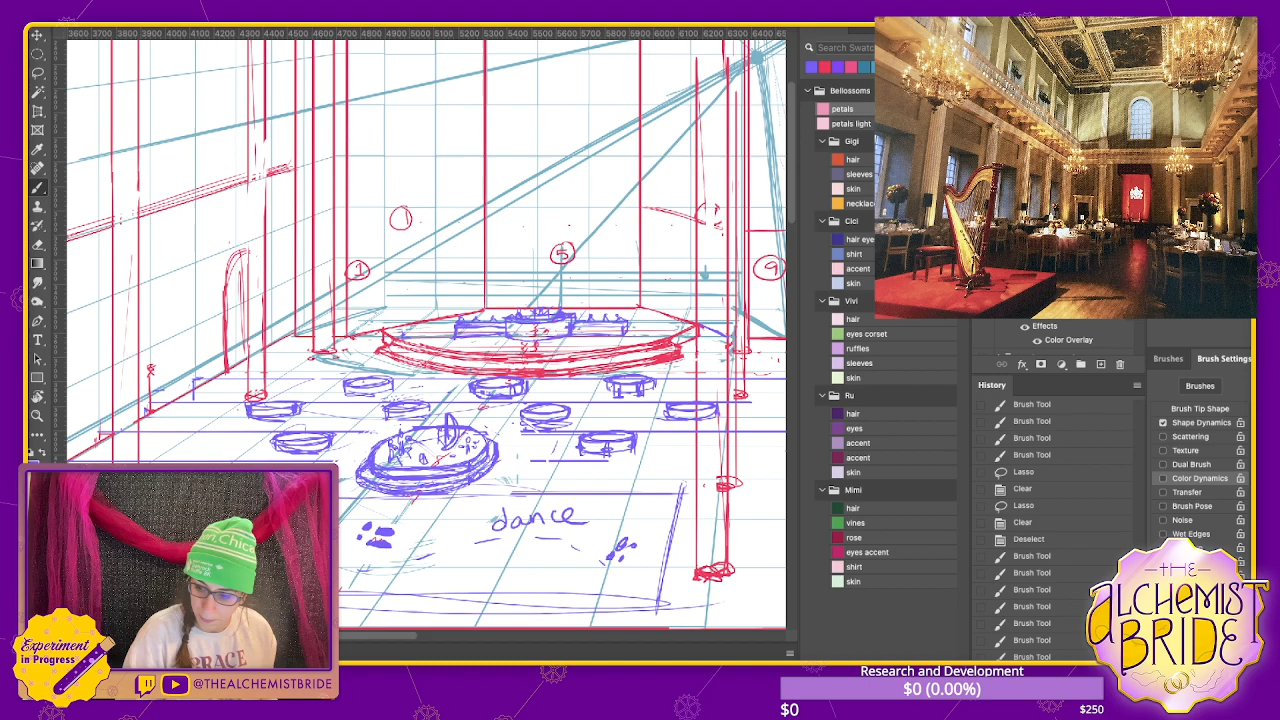 3600 3700 3800 3900 4000 4100 4200 4300 4400 4500 4600 4700 4800 4900 5000 5100 5200 5300 5400 5500 5600 5700 5800 5900 6000 6100 6200 6300 6400
Search Swatc
Bellossoms
petals
petals light
Gigi
hair
sleeves
skin
necklac
Cici
hair eye
shirt
accent
skin
Vivi
hair
eyes corset
ruffles
sleeves
skin
Ru
hair
eyes
accent
accent
skin
Mimi
hair
vines
rose
eyes accent
shirt
skin
Effects
Color Overlay
fx
History
Brush Tool
Brush Tool
Brush Tool
Brush Tool
Lasso
Clear
Lasso
Clear
Deselect
Brush Tool
Brush Tool
Brush Tool
Brush Tool
Brush Tool
Brush Tool
Brush Tool
Brushes
Brush Settings
Brushes
Brush Tip Shape
Shape Dynamics
Scattering
Texture
Dual Brush
Color Dynamics
Transfer
Brush Pose
Noise
Wet Edges
5
9
dance
BRACE
Experiment
in Progress
@THEALCHEMISTBRIDE
THE
ALCHEMIST
BRIDE
Research and Development
$0 (0.00%)
$0
$250